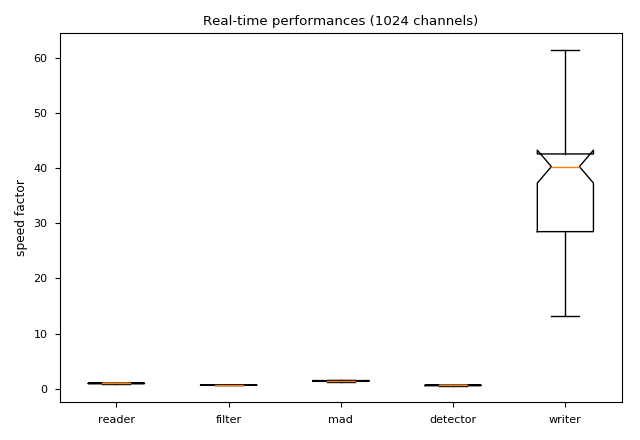 Real-time performances (1024 channels)
speed factor
60
50
40
30
20
10
0
reader filter mad detector writer